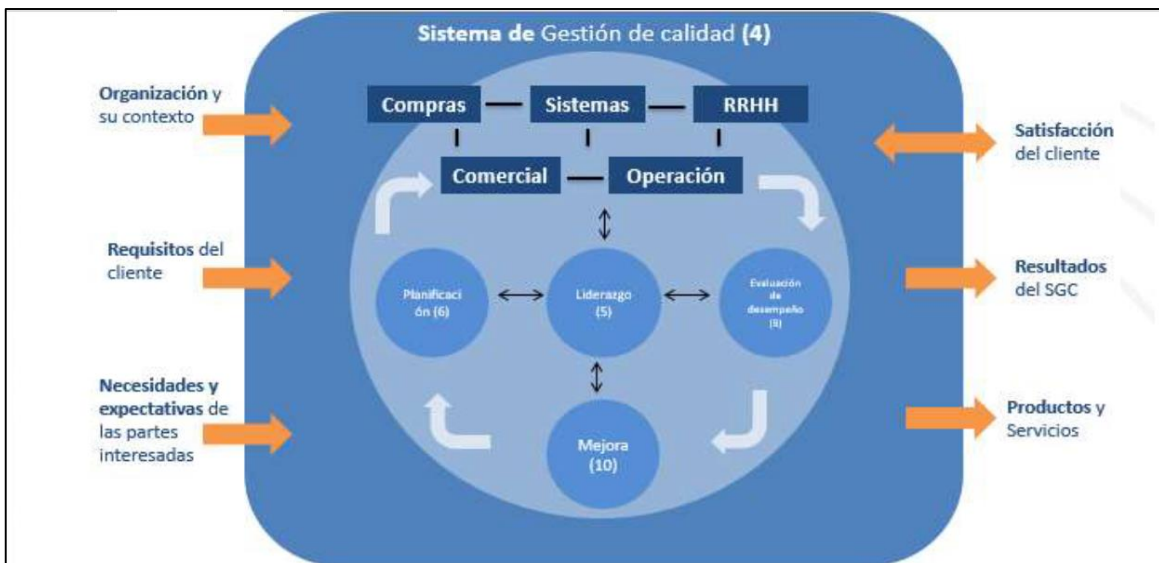 Sistema de Gestión de calidad (4)
Organización y
su contexto
Requisitos del
cliente
Necesidades y
expectativas de
las partes
interesadas
Compras
Sistemas
RRHH
Comercial
Operación
Planificaci
ón (6)
Liderazgo
(5)
Evaluación
de
desempeño
(9)
Mejora
(10)
Satisfacción
del cliente
Resultados
del SGC
Productos y
Servicios